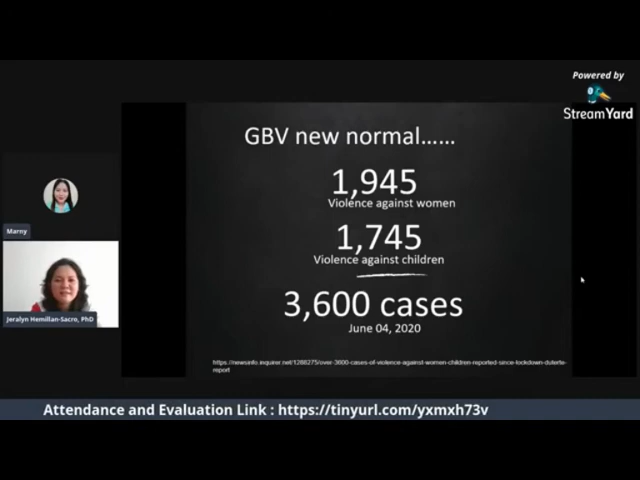 Powered by
StreamYard
GBV new normal......
1,945
Violence against women
1,745
Violence against children
3,600 cases
June 04, 2020
https://newsinfo.inquirer.net/1288275/over-3600-cases-of-violence-against-women-children-reported-since-lockdown-duterte-
report
Marny
Jeralyn Hemillan-Sacro, PhD
Attendance and Evaluation Link : https://tinyurl.com/yxmxh73v